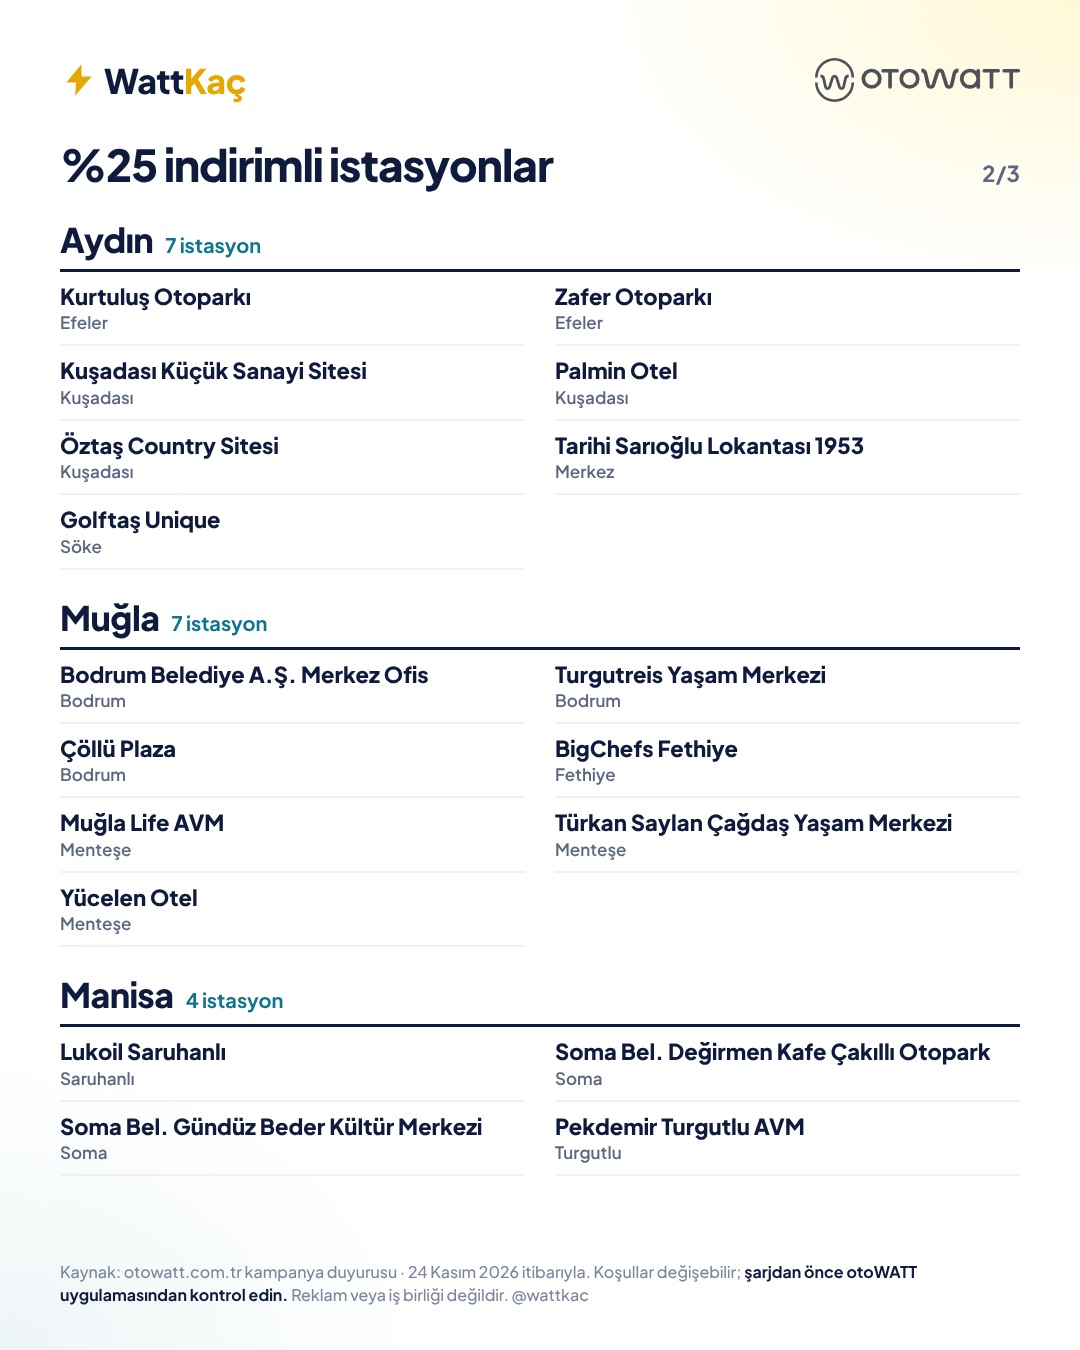 WattKaç
OTOWATT
%25 indirimli istasyonlar
2/3
Aydın 7 istasyon
Kurtuluş Otoparkı
Efeler
Zafer Otoparkı
Efeler
Kuşadası Küçük Sanayi Sitesi
Kuşadası
Palmin Otel
Kuşadası
Öztaş Country Sitesi
Kuşadası
Tarihi Sarıoğlu Lokantası 1953
Merkez
Golftaş Unique
Söke
Muğla 7 istasyon
Bodrum Belediye A.Ş. Merkez Ofis
Bodrum
Turgutreis Yaşam Merkezi
Bodrum
Çöllü Plaza
Bodrum
BigChefs Fethiye
Fethiye
Muğla Life AVM
Menteşe
Türkan Saylan Çağdaş Yaşam Merkezi
Menteşe
Yücelen Otel
Menteşe
Manisa 4 istasyon
Lukoil Saruhanlı
Saruhanlı
Soma Bel. Değirmen Kafe Çakıllı Otopark
Soma
Soma Bel. Gündüz Beder Kültür Merkezi
Soma
Pekdemir Turgutlu AVM
Turgutlu
Kaynak: otowatt.com.tr kampanya duyurusu · 24 Kasım 2026 itibarıyla. Koşullar değişebilir; şarjdan önce otoWATT
uygulamasından kontrol edin. Reklam veya iş birliği değildir. @wattkac